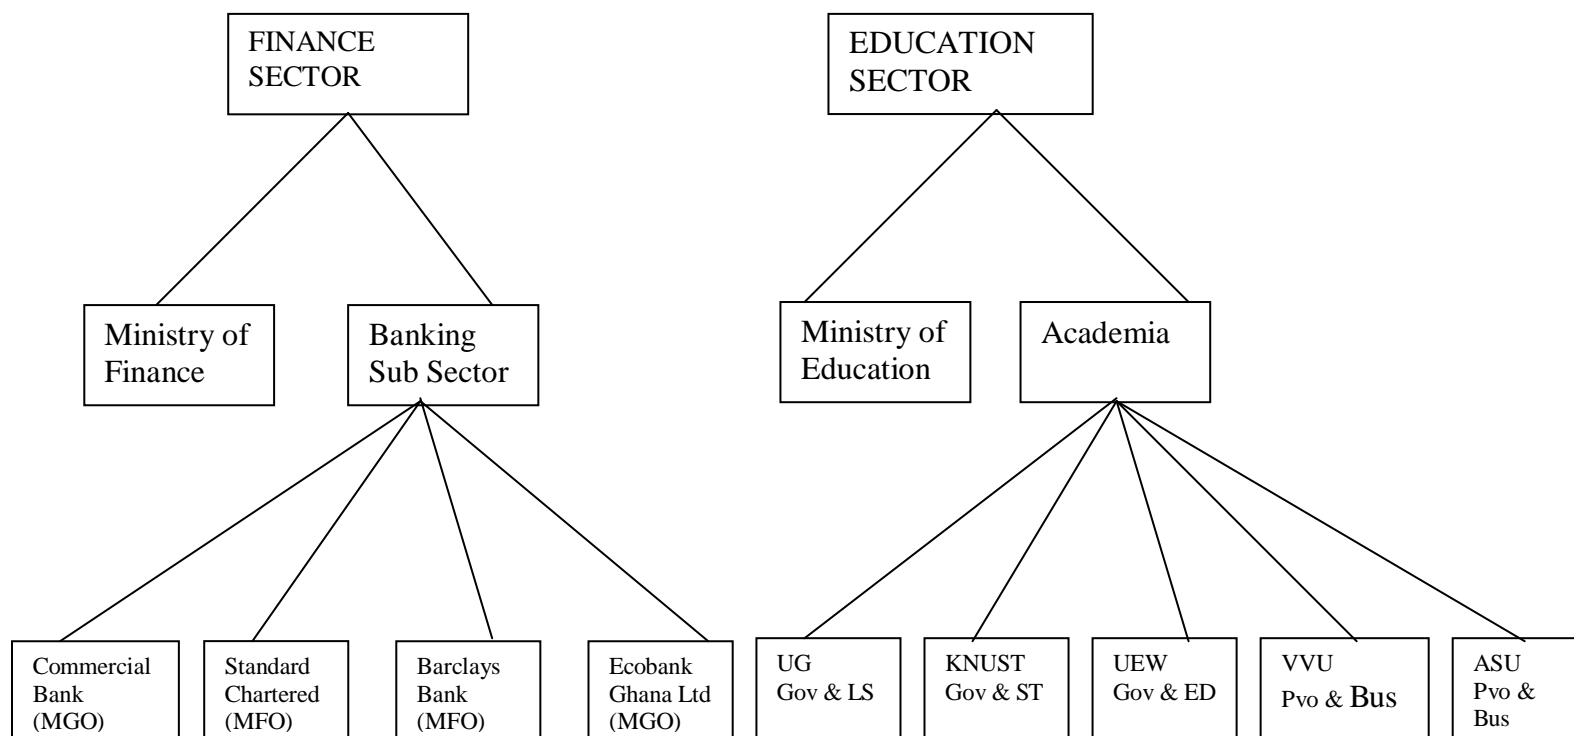 FINANCE
SECTOR
EDUCATION
SECTOR
Ministry of
Finance
Banking
Sub Sector
Ministry of
Education
Academia
Commercial
Bank
(MGO)
Standard
Chartered
(MFO)
Barclays
Bank
(MFO)
Ecobank
Ghana Ltd
(MGO)
UG
Gov & LS
KNUST
Gov & ST
UEW
Gov & ED
VVU
Pvo & Bus
ASU
Pvo &
Bus